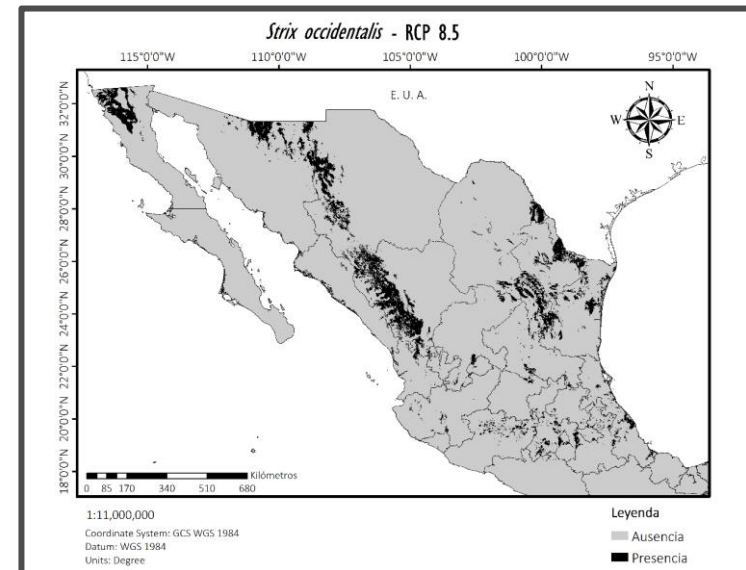 Strix occidentalis - RCP 8.5
115°0'0"W 110°0'0"W 105°0'0"W 100°0'0"W 95°0'0"W
E. U. A.
N
W E
S
32°0'0"N
30°0'0"N
28°0'0"N
26°0'0"N
24°0'0"N
22°0'0"N
20°0'0"N
18°0'0"N
Kilómetros
0 85 170 340 510 680
1:11,000,000
Coordinate System: GCS WGS 1984
Datum: WGS 1984
Units: Degree
Leyenda
Ausencia
Presencia